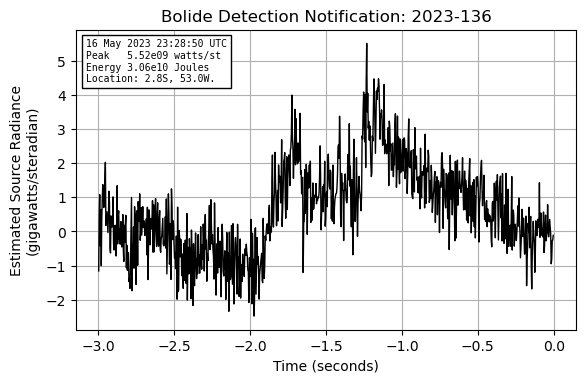 Bolide Detection Notification: 2023-136
16 May 2023 23:28:50 UTC
Peak   5.52e09 watts/st
Energy 3.06e10 Joules
Location: 2.8S, 53.0W.
Estimated Source Radiance
(gigawatts/steradian)
5
4
3
2
1
0
−1
−2
−3.0 −2.5 −2.0 −1.5 −1.0 −0.5 0.0
Time (seconds)